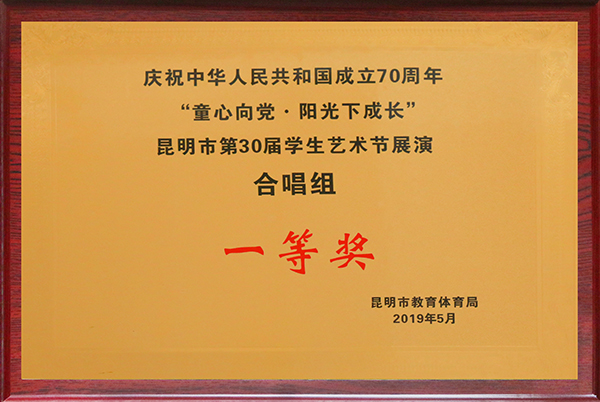 庆祝中华人民共和国成立70周年
“童心向党·阳光下成长”
昆明市第30届学生艺术节展演
合唱组
一等奖
昆明市教育体育局
2019年5月